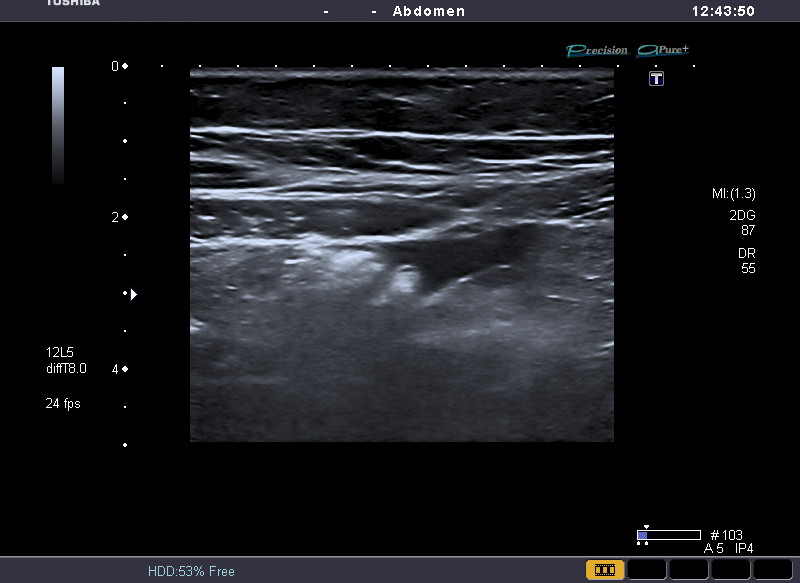 TOSHIBA
- - Abdomen 12:43:50
Precision APure+
0
T
MI:(1.3)
2DG
87
DR
55
2
12L5
diffT8.0
4
24 fps
#103
A 5 IP4
HDD:53% Free